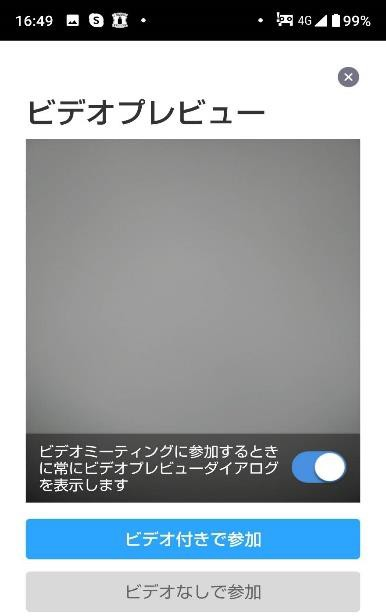 16:49 4G 99%
ビデオプレビュー
ビデオミーティングに参加するとき
に常にビデオプレビューダイアログ
を表示します
ビデオ付きで参加
ビデオなしで参加